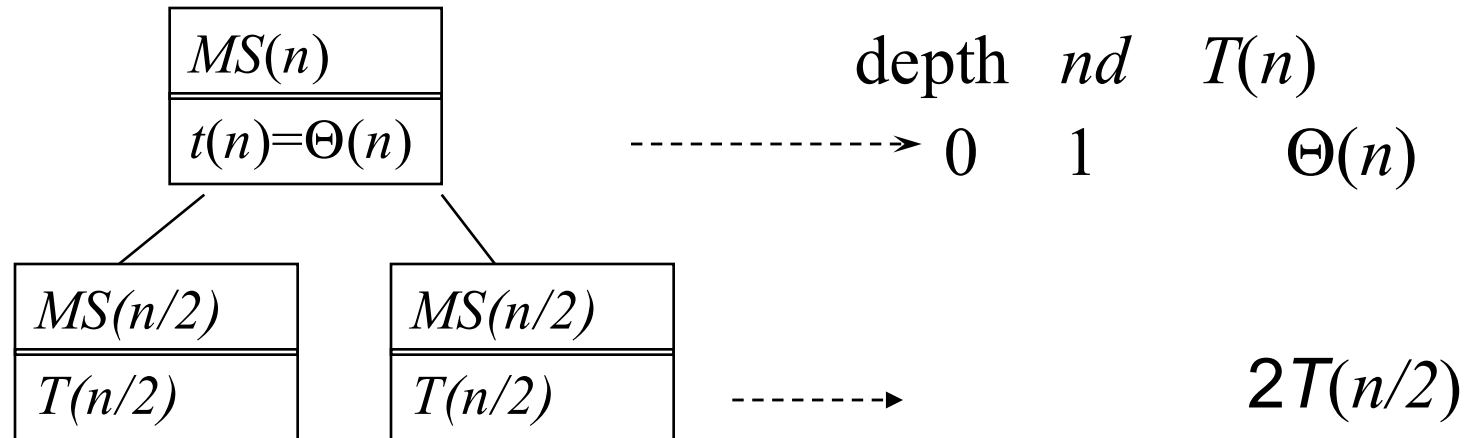 MS(n) depth nd T(n)
t(n)=Θ(n) 0 1 Θ(n)
MS(n/2) MS(n/2)
T(n/2) T(n/2) 2T(n/2)